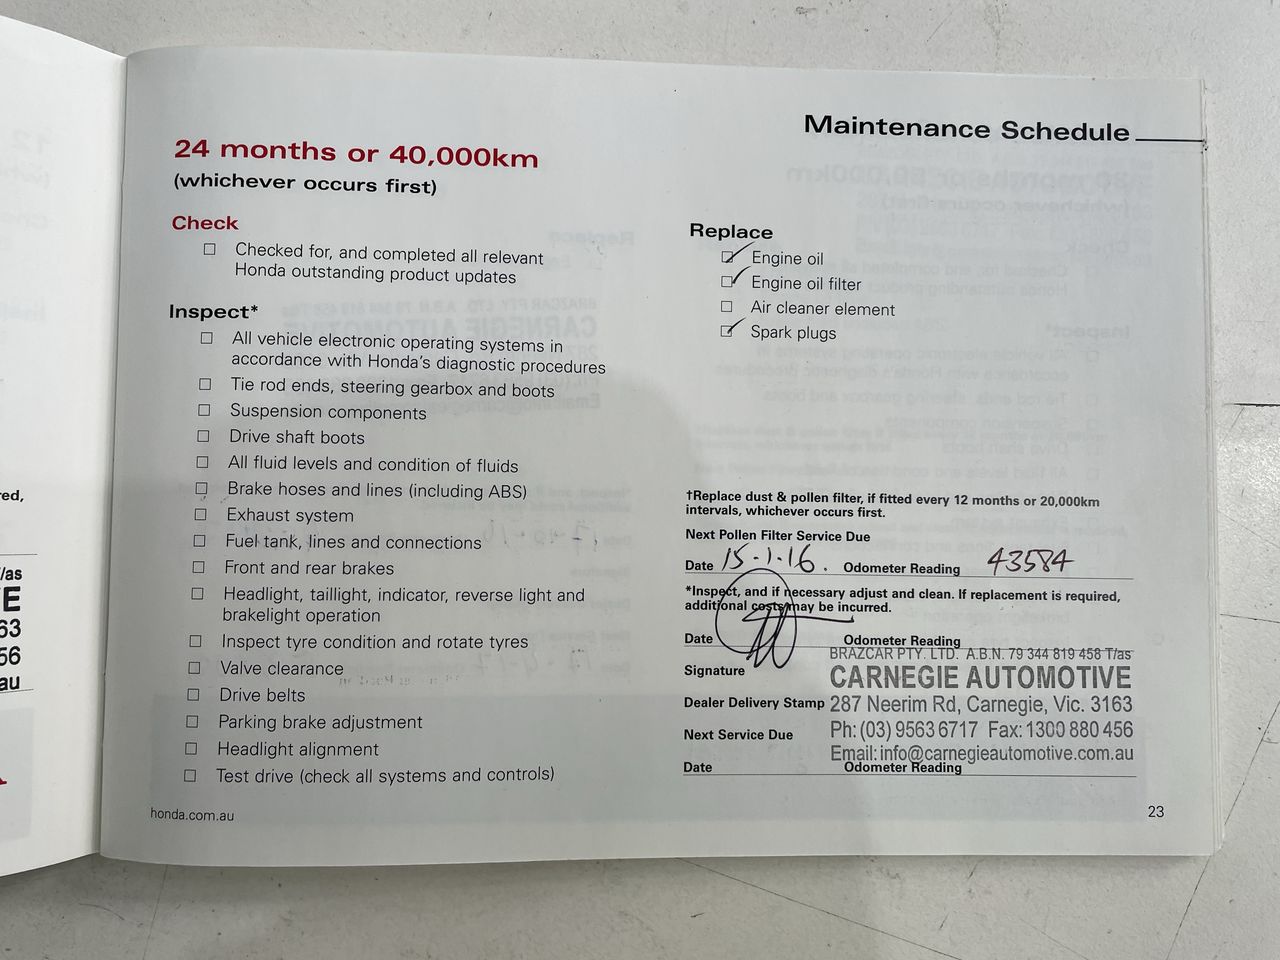 Maintenance Schedule
24 months or 40,000km
(whichever occurs first)
Check
Checked for, and completed all relevant
Honda outstanding product updates
Inspect*
All vehicle electronic operating systems in
accordance with Honda's diagnostic procedures
Tie rod ends, steering gearbox and boots
Suspension components
Drive shaft boots
All fluid levels and condition of fluids
Brake hoses and lines (including ABS)
Exhaust system
Fuel tank, lines and connections
Front and rear brakes
Headlight, taillight, indicator, reverse light and
brakelight operation
Inspect tyre condition and rotate tyres
Valve clearance
Drive belts
Parking brake adjustment
Headlight alignment
Test drive (check all systems and controls)
honda.com.au
Replace
Engine oil
Engine oil filter
Air cleaner element
Spark plugs
†Replace dust & pollen filter, if fitted every 12 months or 20,000km
intervals, whichever occurs first.
Next Pollen Filter Service Due
Date 15-1-16. Odometer Reading 43584
*Inspect, and if necessary adjust and clean. If replacement is required,
additional costs may be incurred.
Date Odometer Reading
BRAZCAR PTY. LTD. A.B.N. 79 344 819 458 T/as
Signature
CARNEGIE AUTOMOTIVE
Dealer Delivery Stamp 287 Neerim Rd, Carnegie, Vic. 3163
Ph: (03) 9563 6717 Fax: 1300 880 456
Next Service Due
Email: info@carnegieautomotive.com.au
Date Odometer Reading
23
ed,
/as
E
63
56
au